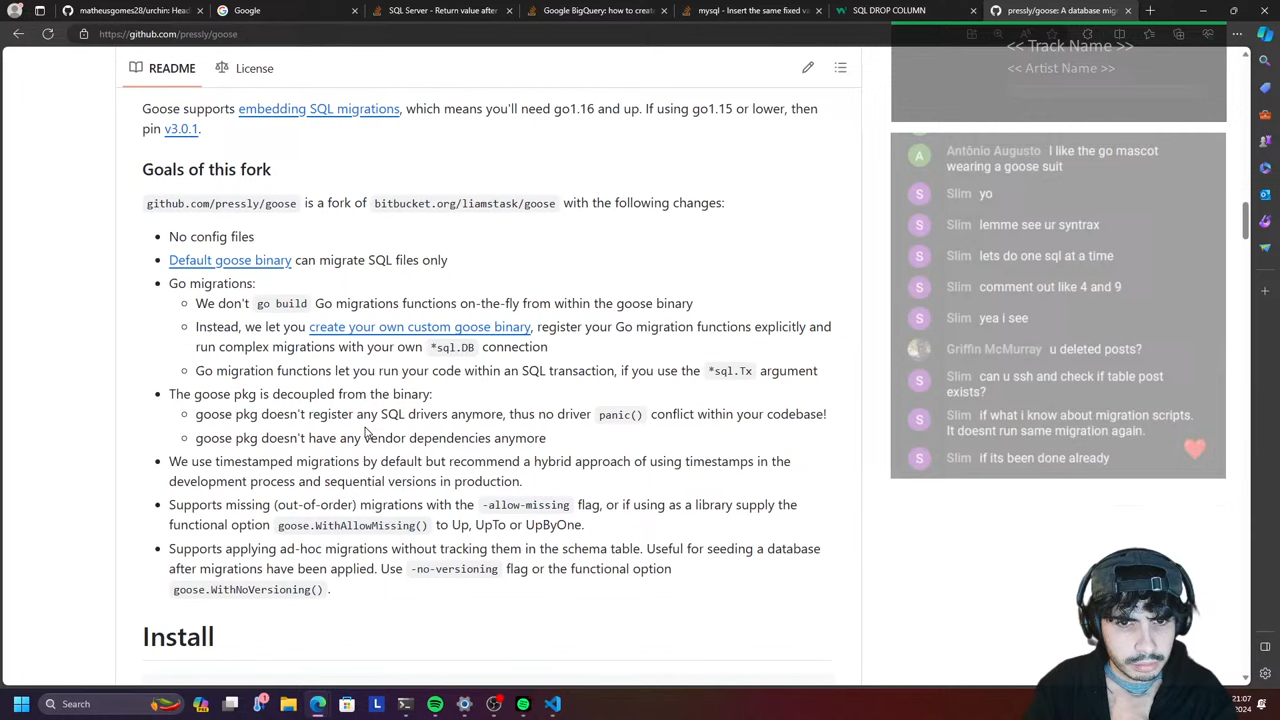 matheusgomes28/urchin: Headl
Google
SQL Server - Return value after
Google BigQuery: how to create
mysql - Insert the same fixed va
SQL DROP COLUMN
pressly/goose: A database migr
https://github.com/pressly/goose
README
License
Goose supports embedding SQL migrations, which means you'll need go1.16 and up. If using go1.15 or lower, then
pin v3.0.1.
Goals of this fork
github.com/pressly/goose is a fork of bitbucket.org/liamstask/goose with the following changes:
• No config files
• Default goose binary can migrate SQL files only
• Go migrations:
We don't go build Go migrations functions on-the-fly from within the goose binary
Instead, we let you create your own custom goose binary, register your Go migration functions explicitly and
run complex migrations with your own *sql.DB connection
Go migration functions let you run your code within an SQL transaction, if you use the *sql.Tx argument
• The goose pkg is decoupled from the binary:
goose pkg doesn't register any SQL drivers anymore, thus no driver panic() conflict within your codebase!
goose pkg doesn't have any vendor dependencies anymore
• We use timestamped migrations by default but recommend a hybrid approach of using timestamps in the
development process and sequential versions in production.
• Supports missing (out-of-order) migrations with the -allow-missing flag, or if using as a library supply the
functional option goose.WithAllowMissing() to Up, UpTo or UpByOne.
• Supports applying ad-hoc migrations without tracking them in the schema table. Useful for seeding a database
after migrations have been applied. Use -no-versioning flag or the functional option
goose.WithNoVersioning().
Install
<< Track Name >>
<< Artist Name >>
A António Augusto I like the go mascot
wearing a goose suit
S Slim yo
S Slim lemme see ur syntrax
S Slim lets do one sql at a time
S Slim comment out like 4 and 9
S Slim yea i see
Griffin McMurray u deleted posts?
S Slim can u ssh and check if table post
exists?
S Slim if what i know about migration scripts.
It doesnt run same migration again.
S Slim if its been done already
Search
21:07